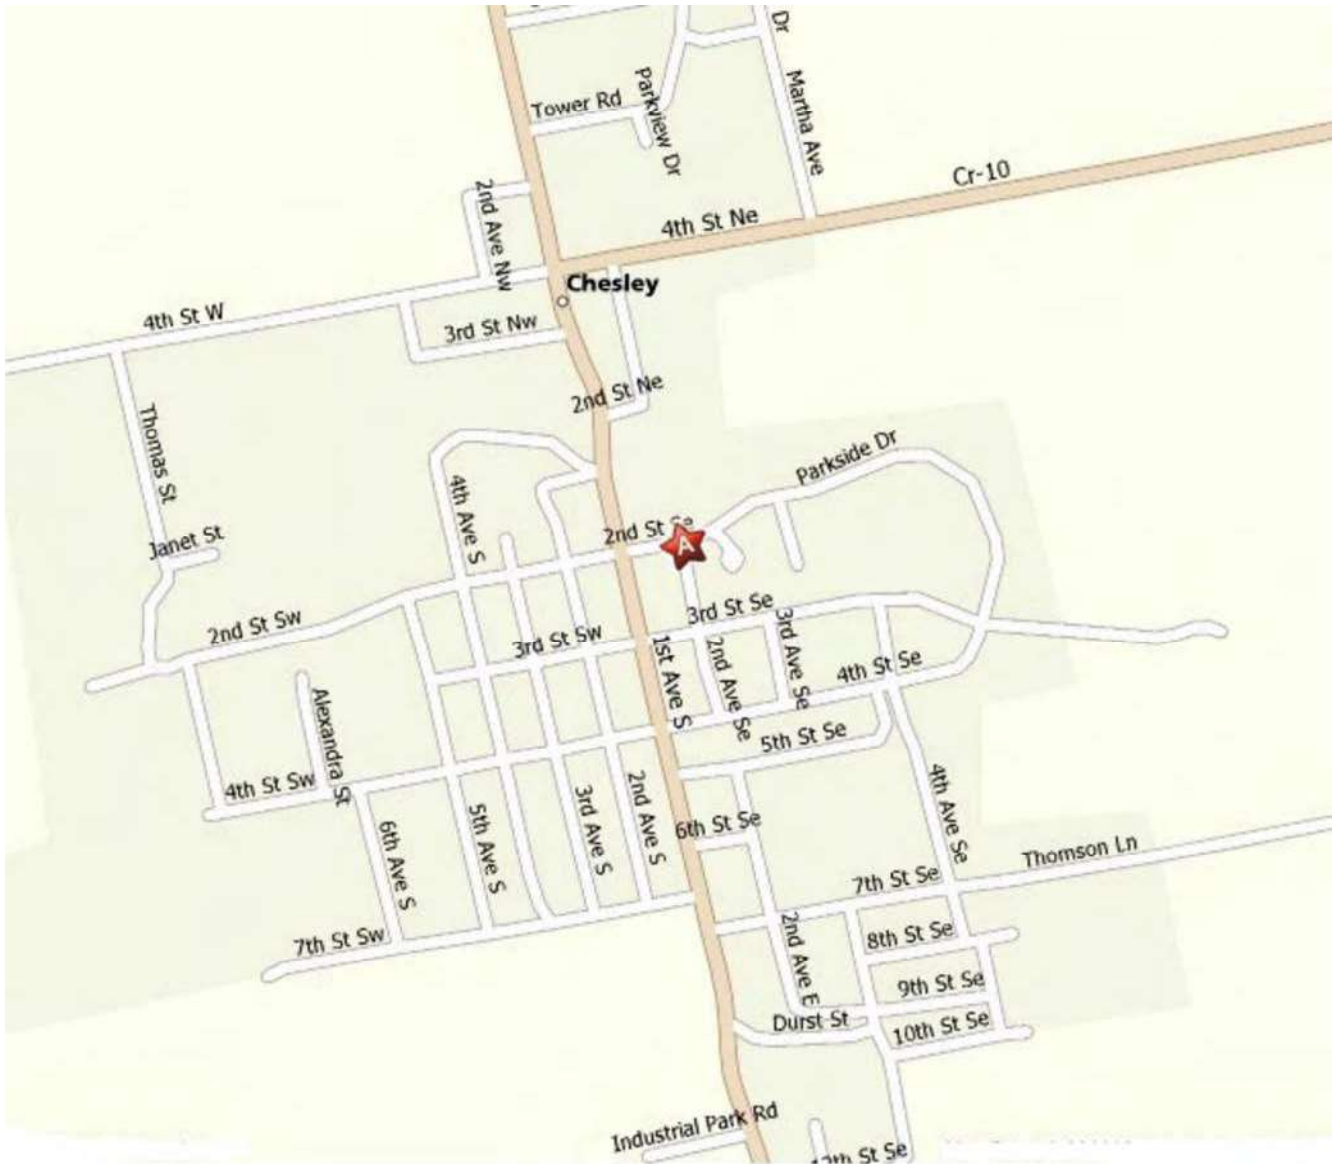 Dr
Martha Ave
Parkview Dr
Tower Rd
Cr-10
4th St Ne
2nd Ave Nw
Chesley
4th St W
3rd St Nw
2nd St Ne
Thomas St
Parkside Dr
4th Ave S
2nd St
Janet St
3rd St Se
2nd St Sw
3rd St Sw
1st Ave S
2nd Ave Se
3rd Ave Se
4th St Se
Alexandra St
5th St Se
4th St Sw
2nd Ave S
3rd Ave S
5th Ave S
6th Ave S
6th St Se
4th Ave Se
Thomson Ln
7th St Se
7th St Sw
2nd Ave E
8th St Se
9th St Se
Durst St
10th St Se
Industrial Park Rd
St Se
A